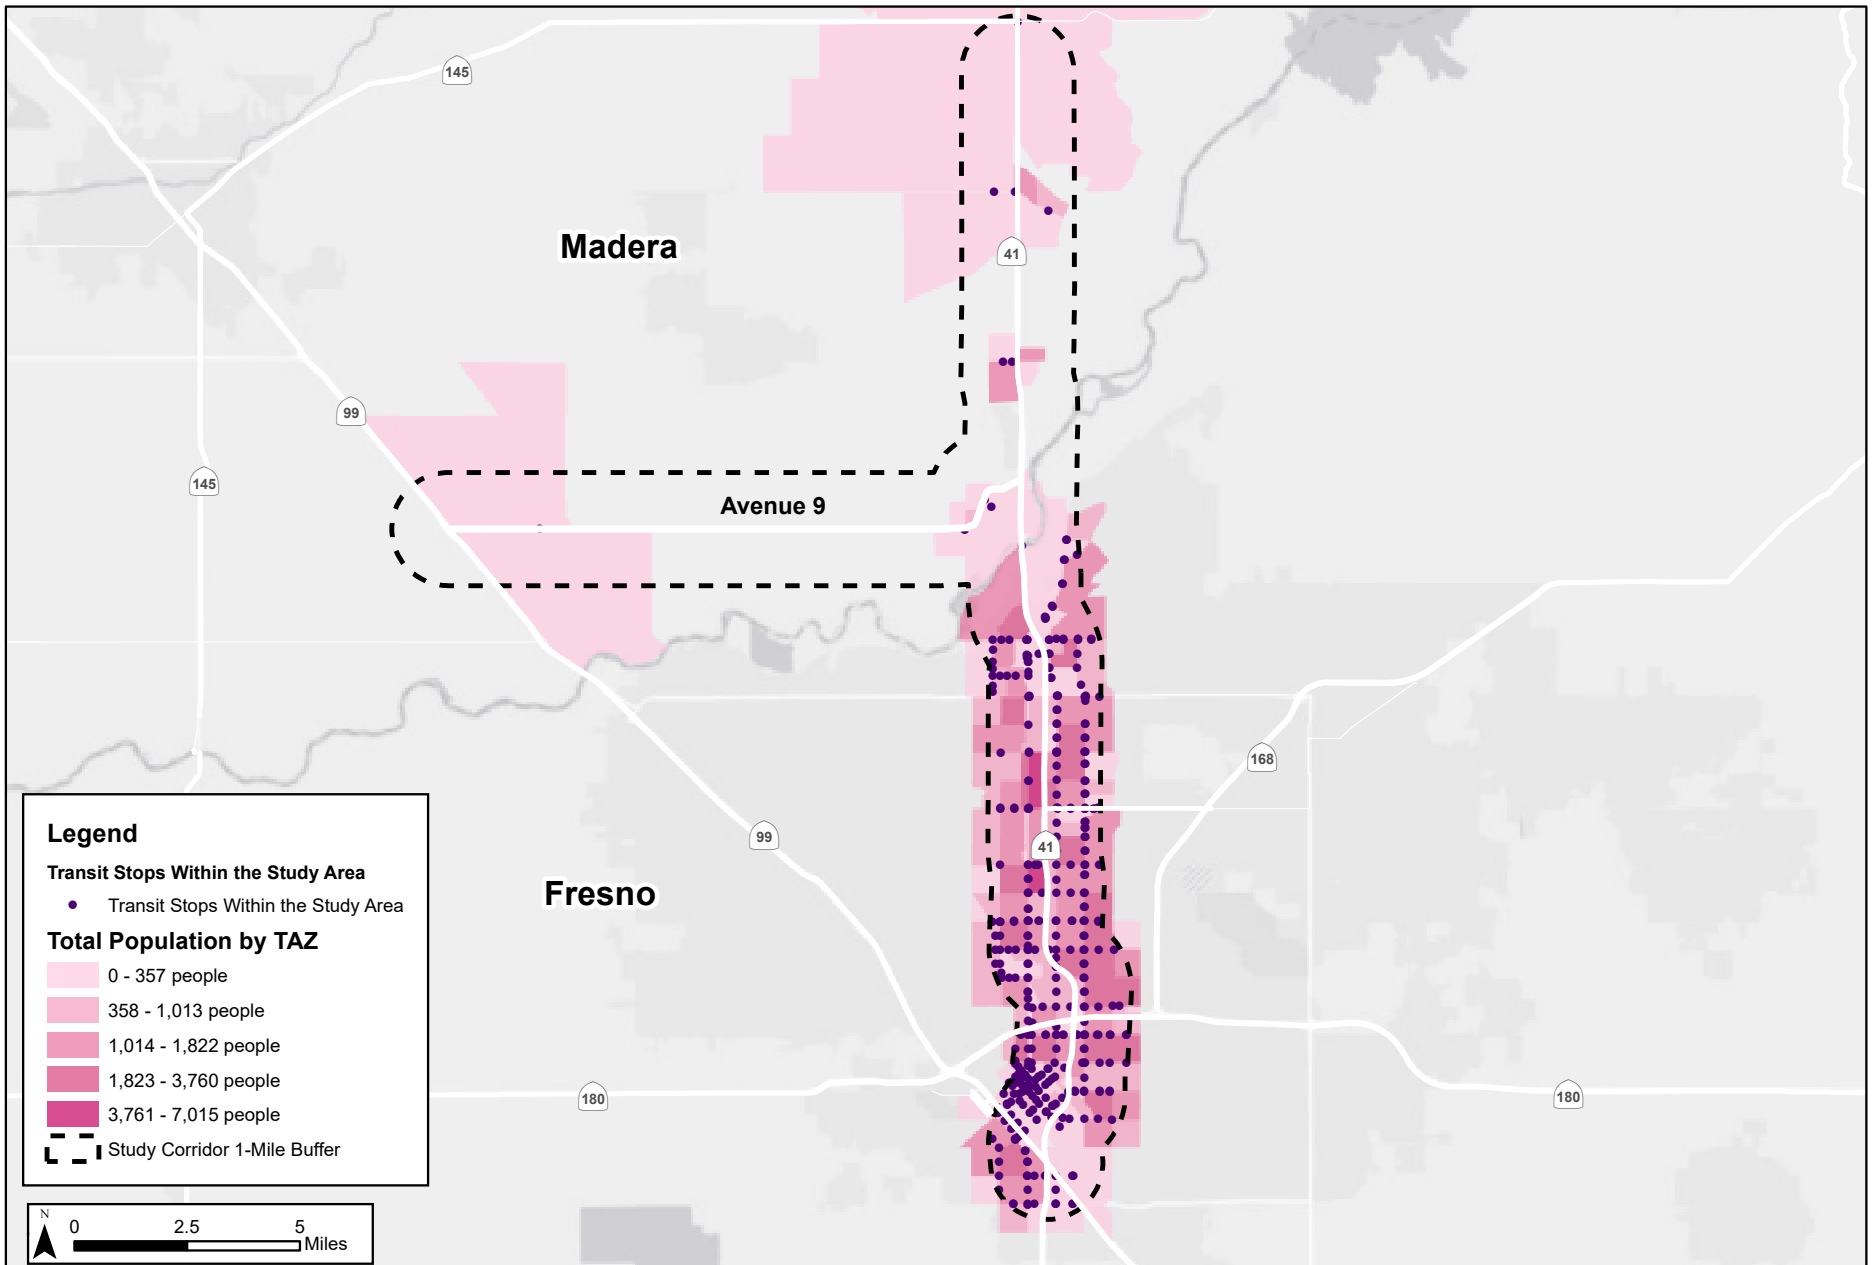 145
Madera
41
99
145
Avenue 9
168
99
41
Fresno
180
180
Legend
Transit Stops Within the Study Area
Transit Stops Within the Study Area
Total Population by TAZ
0 - 357 people
358 - 1,013 people
1,014 - 1,822 people
1,823 - 3,760 people
3,761 - 7,015 people
Study Corridor 1-Mile Buffer
N
0 2.5 5
Miles